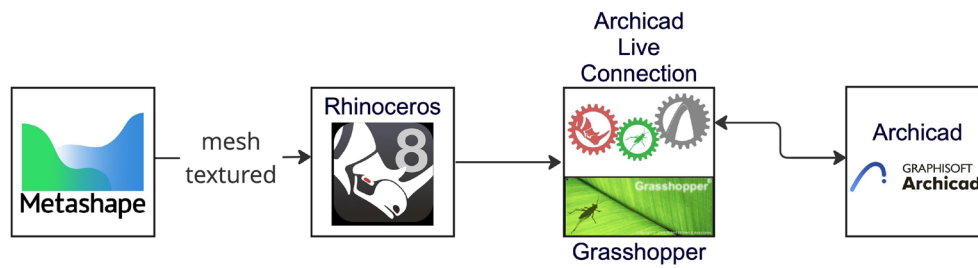 Metashape
mesh
textured
Rhinoceros
8
Archicad
Live
Connection
Grasshopper
Grasshopper
Archicad
GRAPHISOFT
Archicad